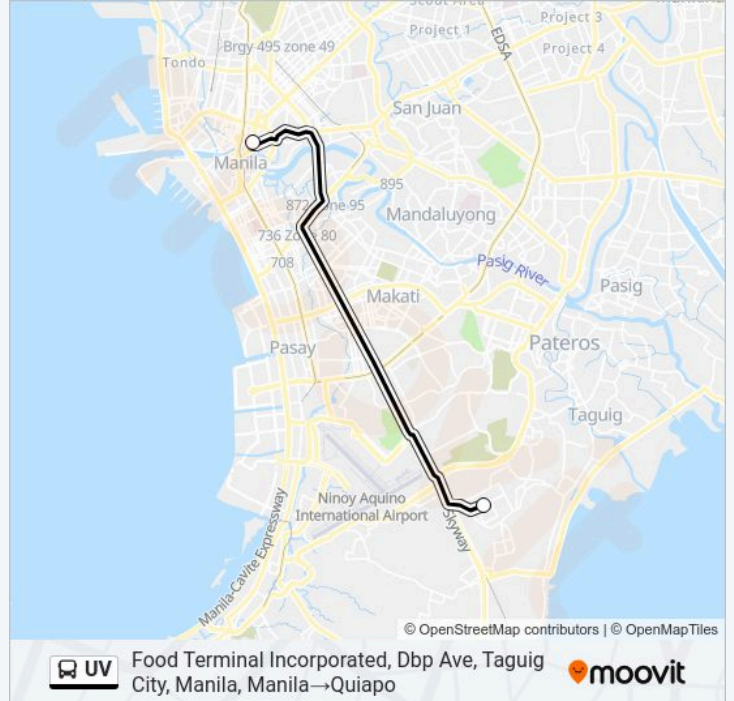 Scout Area
Project 3
Project 1
EDSA
Project 4
Brgy 495 zone 49
Tondo
San Juan
Manila
895
872 Zone 95
Mandaluyong
736 Zone 80
708
Pasig River
Pasig
Makati
Pasay
Pateros
Taguig
Ninoy Aquino
International Airport
Skyway
Manila-Cavite Expressway
© OpenStreetMap contributors | © OpenMapTiles
UV
Food Terminal Incorporated, Dbp Ave, Taguig
City, Manila, Manila→Quiapo
moovit